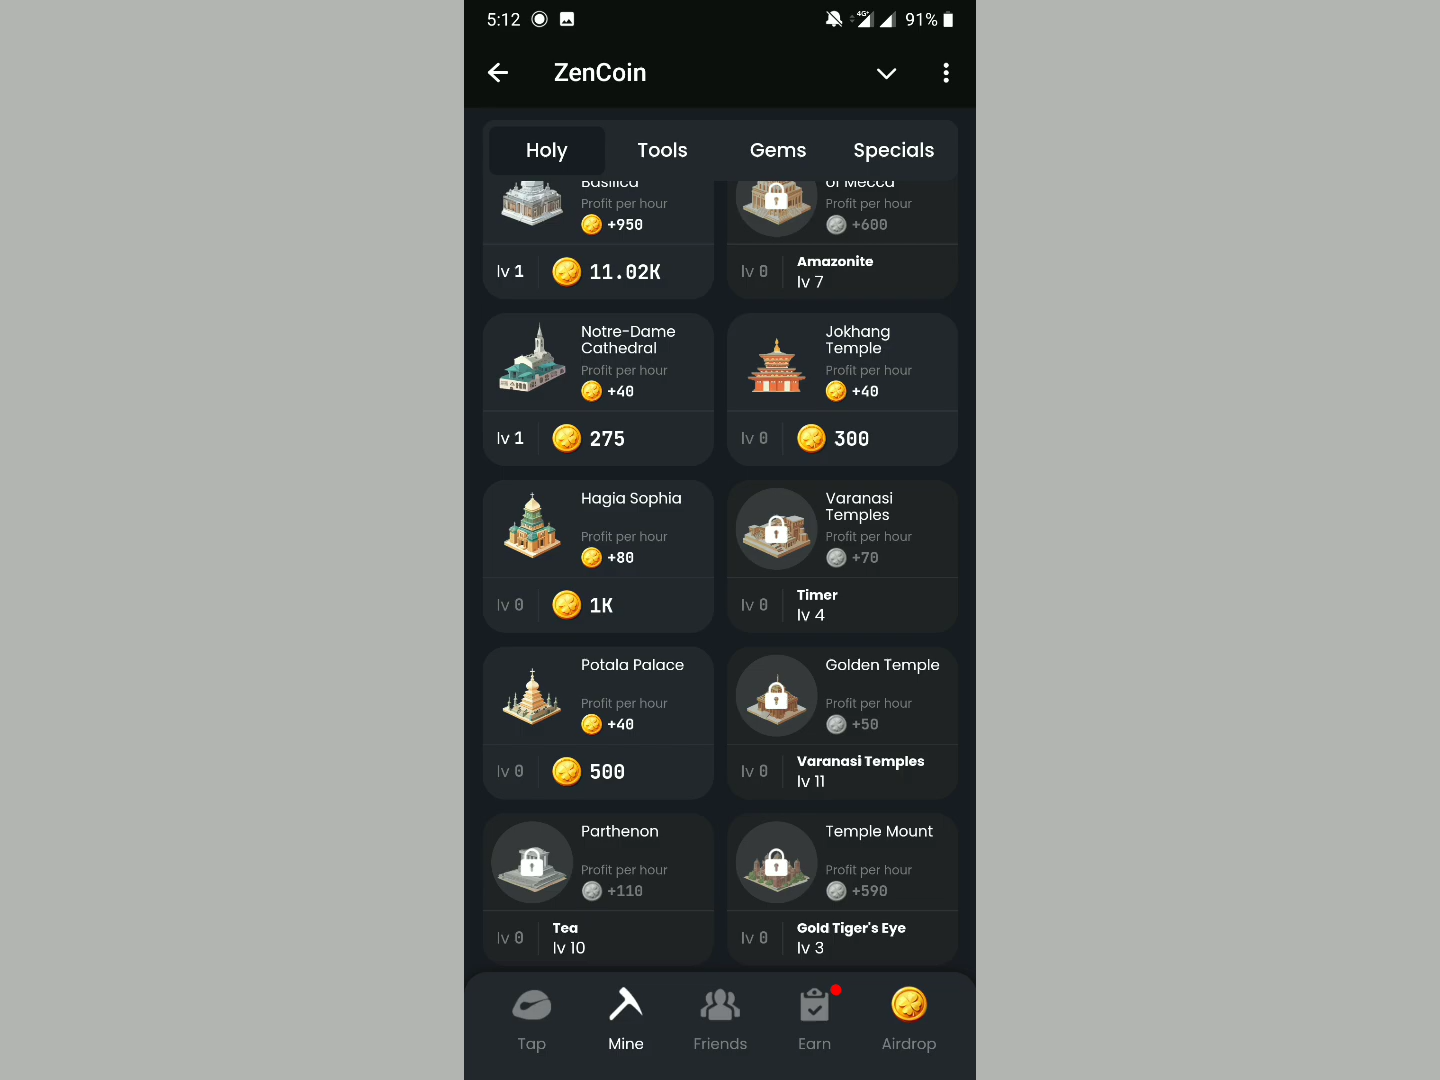 5:12
4G+
91%
ZenCoin
Holy Tools Gems Specials
Basilica
Profit per hour
+950
lv 1 11.02K
of Mecca
Profit per hour
+600
lv 0 Amazonite
lv 7
Notre-Dame
Cathedral
Profit per hour
+40
lv 1 275
Jokhang
Temple
Profit per hour
+40
lv 0 300
Hagia Sophia
Profit per hour
+80
lv 0 1K
Varanasi
Temples
Profit per hour
+70
lv 0 Timer
lv 4
Potala Palace
Profit per hour
+40
lv 0 500
Golden Temple
Profit per hour
+50
lv 0 Varanasi Temples
lv 11
Parthenon
Profit per hour
+110
lv 0 Tea
lv 10
Temple Mount
Profit per hour
+590
lv 0 Gold Tiger's Eye
lv 3
Tap Mine Friends Earn Airdrop